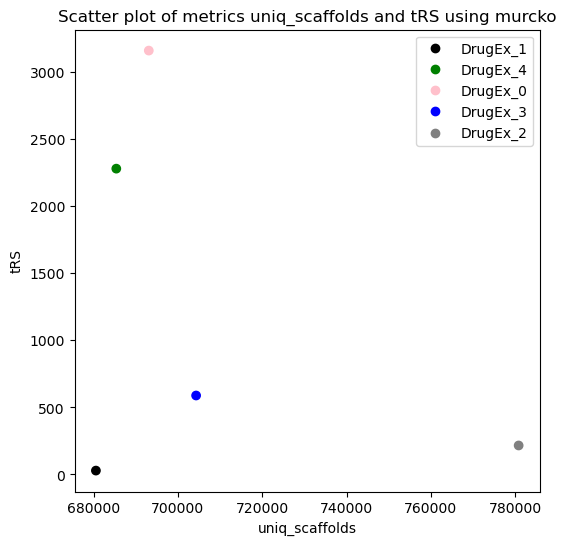 Scatter plot of metrics uniq_scaffolds and tRS using murcko
DrugEx_1
DrugEx_4
DrugEx_0
DrugEx_3
DrugEx_2
tRS
3000
2500
2000
1500
1000
500
0
680000 700000 720000 740000 760000 780000
uniq_scaffolds